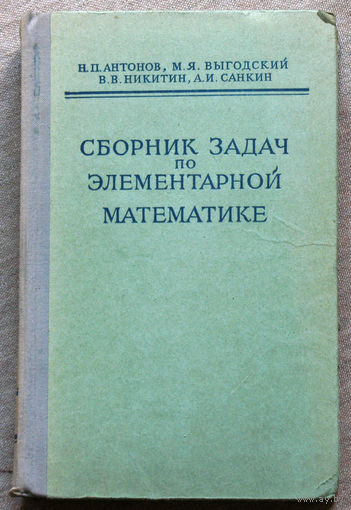 Н.П. АНТОНОВ, М.Я. ВЫГОДСКИЙ
В.В. НИКИТИН, А.И. САНКИН
СБОРНИК ЗАДАЧ
ПО
ЭЛЕМЕНТАРНОЙ
МАТЕМАТИКЕ